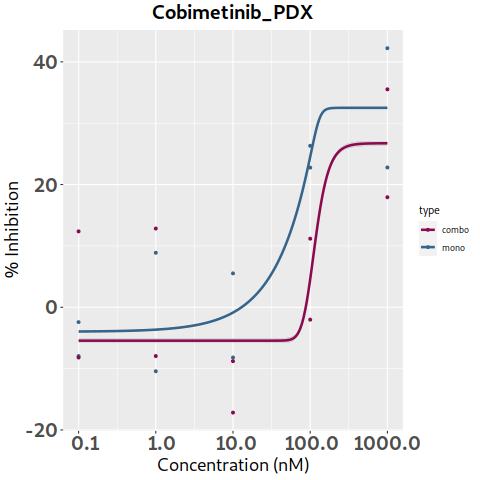 Cobimetinib_PDX
% Inhibition
40
20
0
-20
0.1 1.0 10.0 100.0 1000.0
Concentration (nM)
type
combo
mono